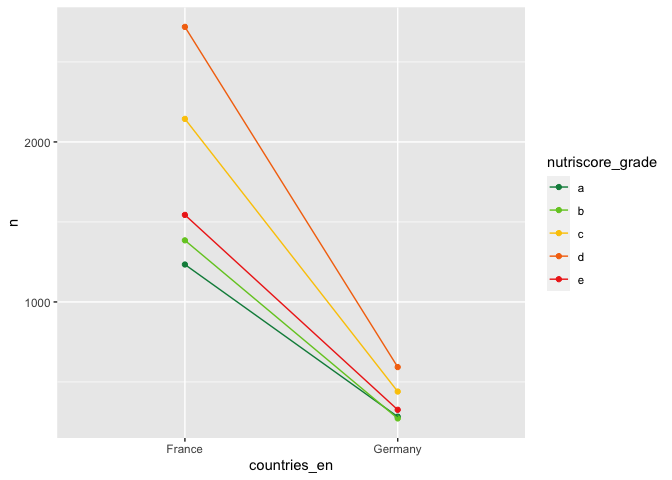 n
2000
1000
France
Germany
countries_en
nutriscore_grade
a
b
c
d
e